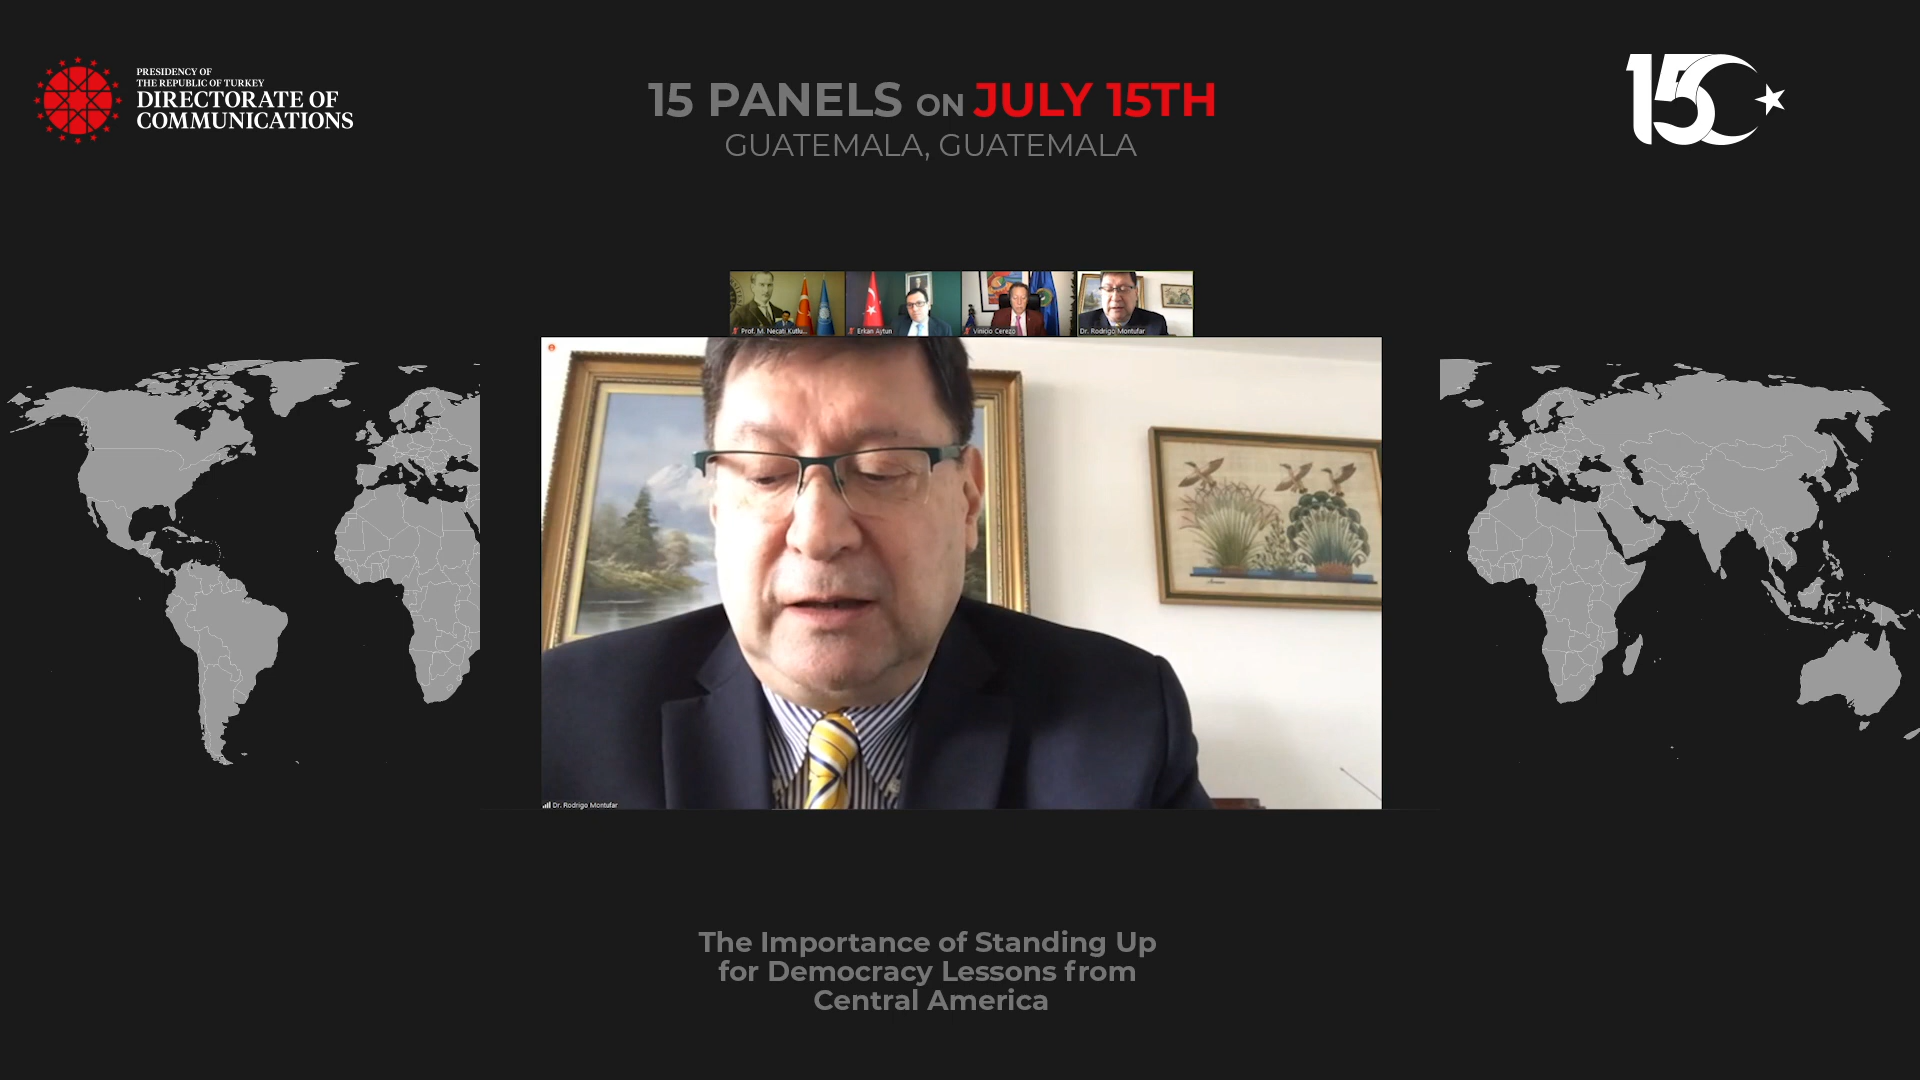 PRESIDENCY OF
THE REPUBLIC OF TURKEY
DIRECTORATE OF
COMMUNICATIONS
15 PANELS ON JULY 15TH
GUATEMALA, GUATEMALA
15
Prof. M. Necati Kutlu...
Erkan Aytun
Vinicio Cerezo
Dr. Rodrigo Montufar
Dr. Rodrigo Montufar
The Importance of Standing Up
for Democracy Lessons from
Central America